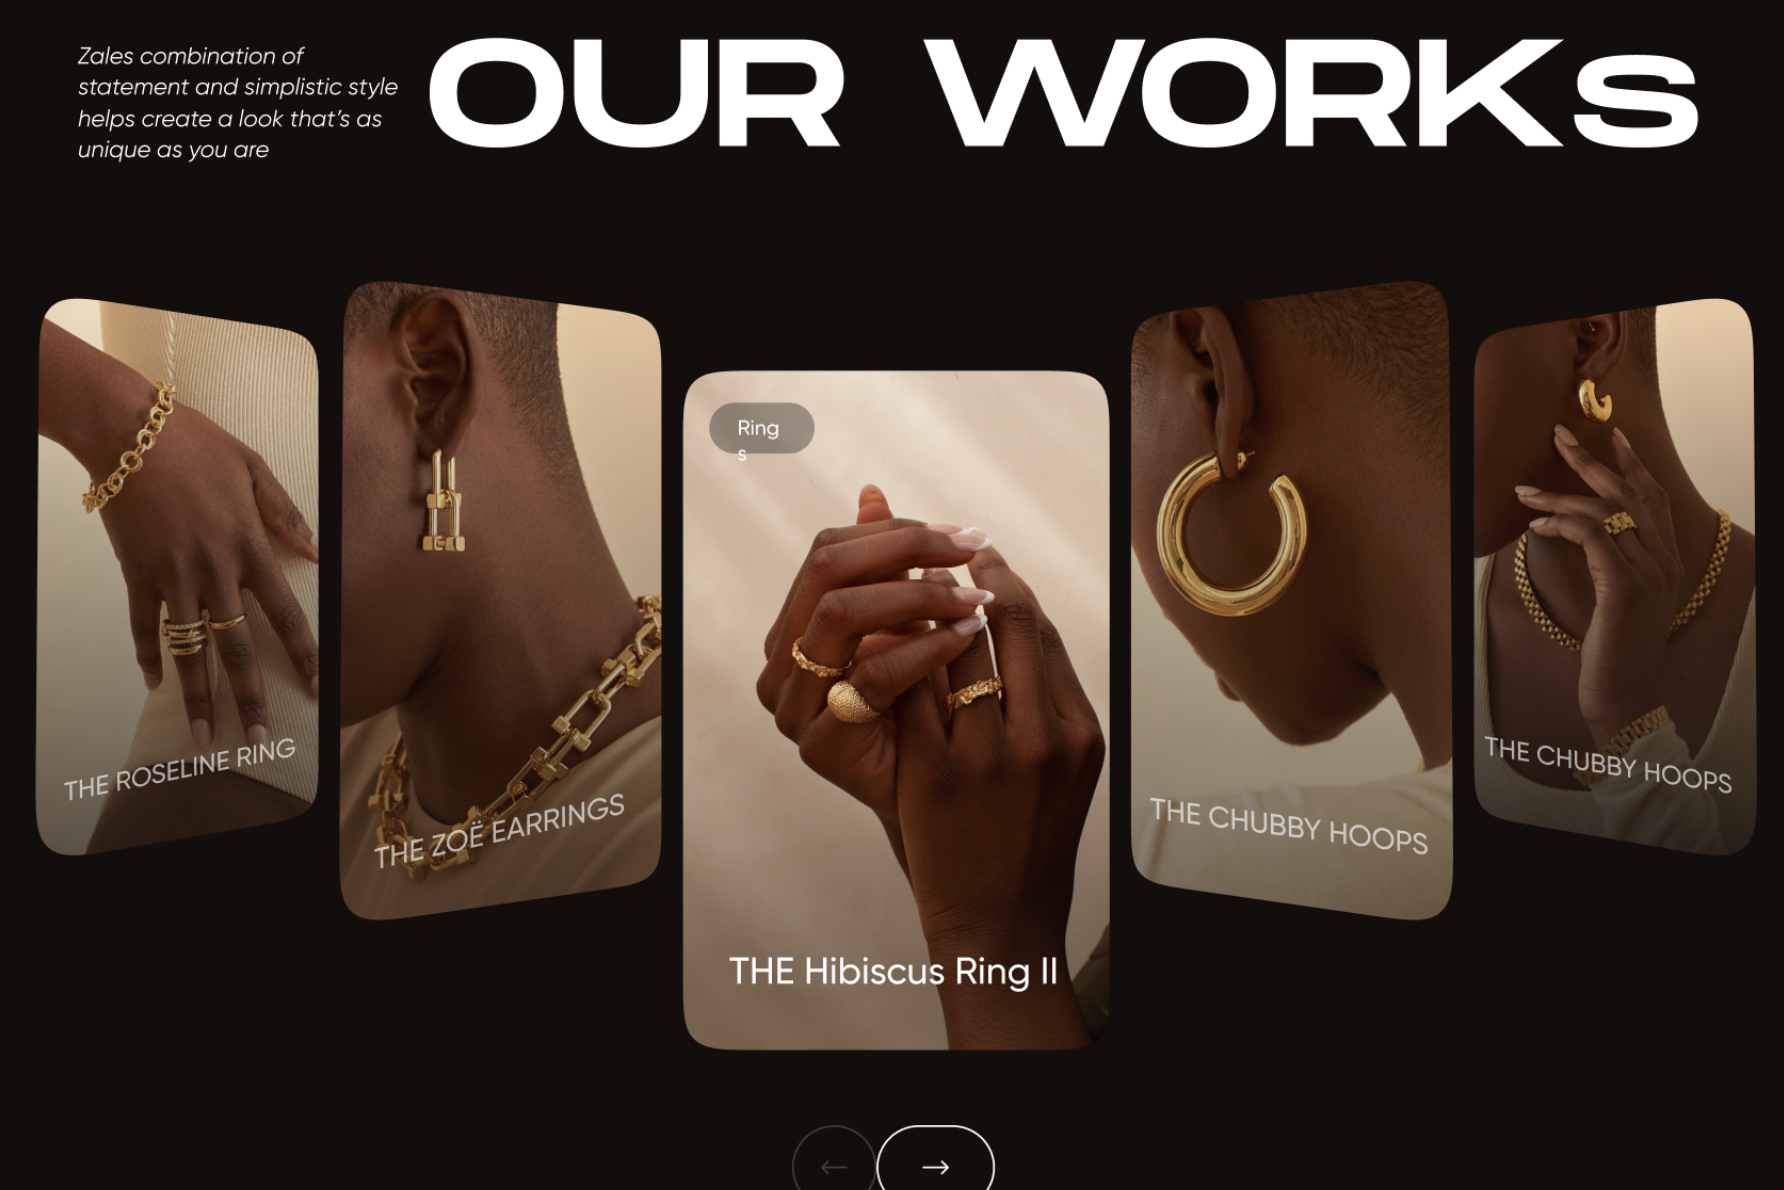 Zales combination of
statement and simplistic style
helps create a look that's as
unique as you are
OUR WORKs
Ring
s
THE ROSELINE RING
THE ZOË EARRINGS
THE Hibiscus Ring II
THE CHUBBY HOOPS
THE CHUBBY HOOPS